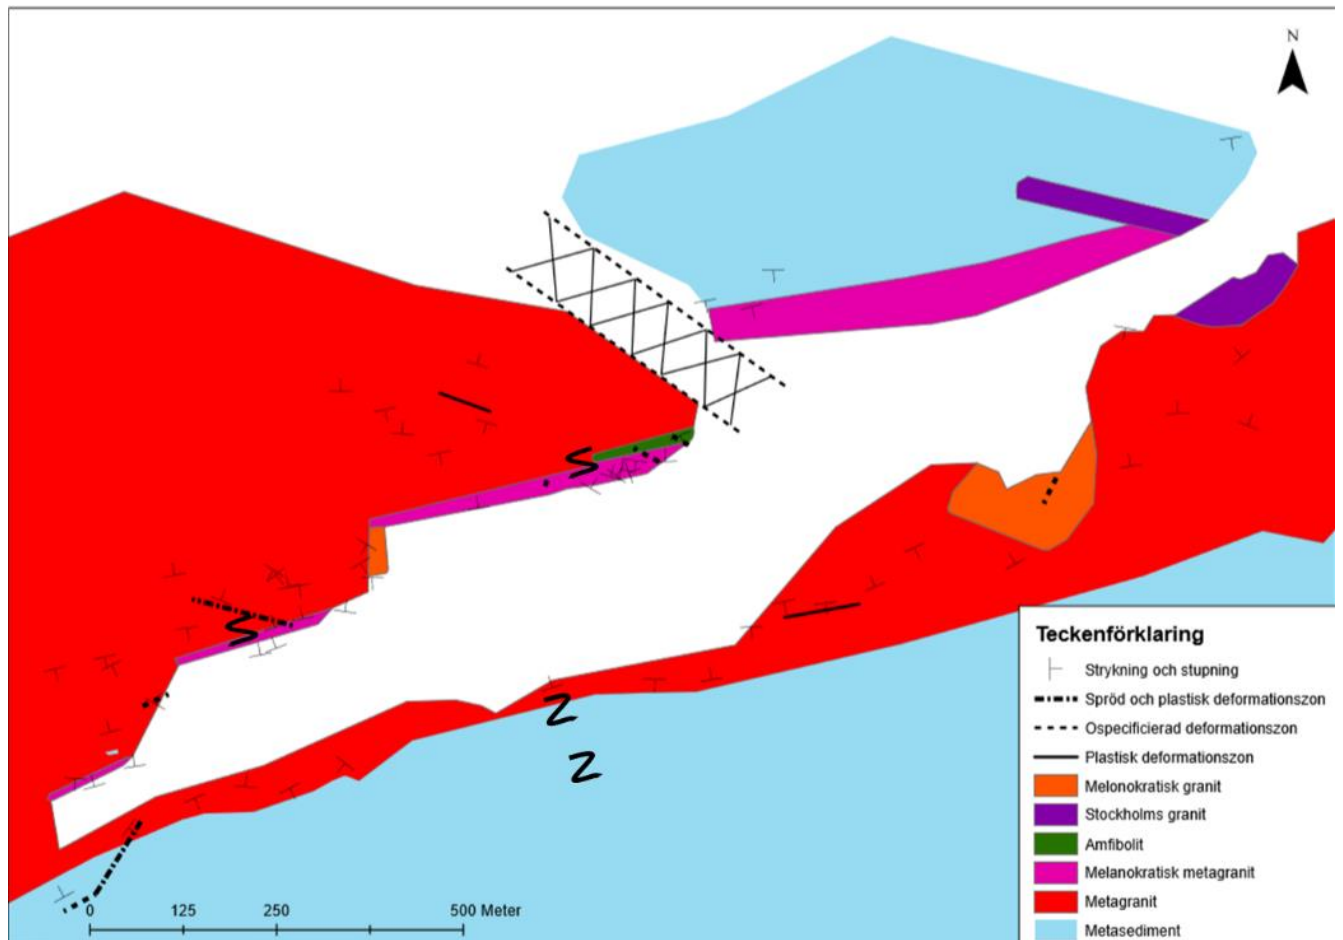 N
Teckenförklaring
Strykning och stupning
Spröd och plastisk deformationszon
Ospecificierad deformationszon
Plastisk deformationszon
Melonokratisk granit
Stockholms granit
Amfibolit
Melanokratisk metagranit
Metagranit
Metasediment
0 125 250 500 Meter
S
S
Z
Z